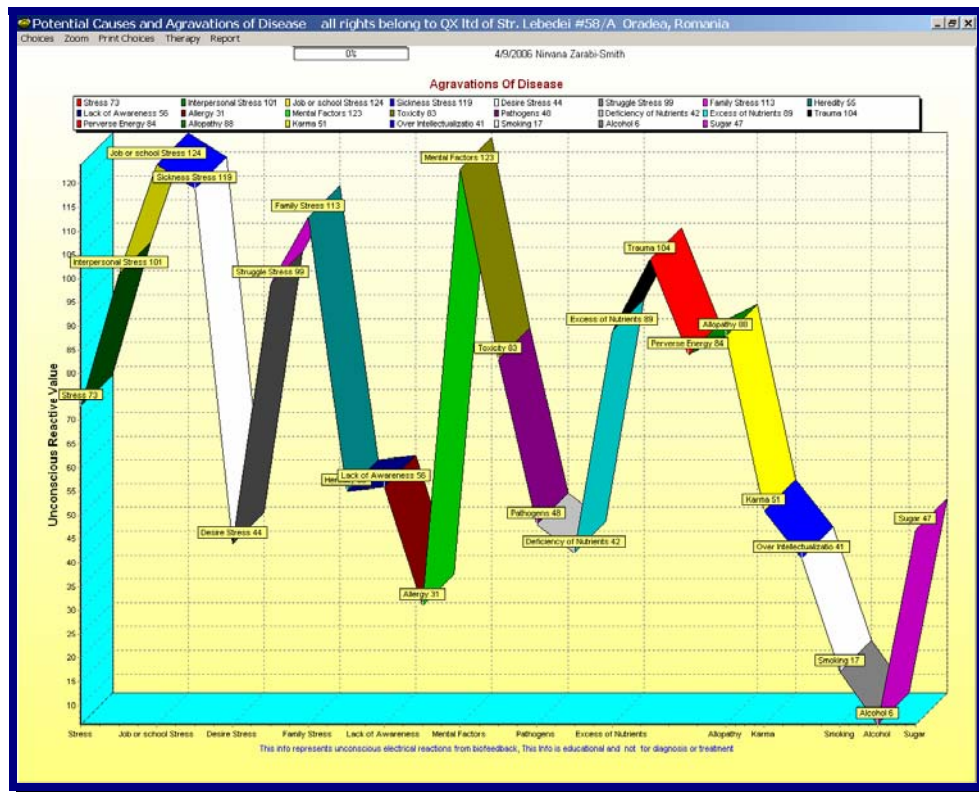 Potential Causes and Agravations of Disease all rights belong to QX ltd of Str. Lebedei #58/A Oradea, Romania
Choices Zoom Print Choices Therapy Report
0% 4/9/2006 Nirvana Zarabi-Smith
Agravations Of Disease
Stress 73 Interpersonal Stress 101 Job or school Stress 124 Sickness Stress 119 Desire Stress 44 Struggle Stress 99 Family Stress 113 Heredity 55
Lack of Awareness 56 Allergy 31 Mental Factors 123 Toxicity 83 Pathogens 48 Deficiency of Nutrients 42 Excess of Nutrients 89 Trauma 104
Perverse Energy 84 Allopathy 88 Karma 51 Over Intellectualizatio 41 Smoking 17 Alcohol 6 Sugar 47
Unconscious Reactive Value
120
115
110
105
100
95
90
85
80
75
70
65
60
55
50
45
40
35
30
25
20
15
10
Job or school Stress 124
Mental Factors 123
Sickness Stress 119
Family Stress 113
Trauma 104
Interpersonal Stress 101
Struggle Stress 99
Excess of Nutrients 89
Allopathy 88
Perverse Energy 84
Toxicity 83
Stress 73
Lack of Awareness 56
Karma 51
Pathogens 48
Sugar 47
Desire Stress 44
Deficiency of Nutrients 42
Over Intellectualizatio 41
Allergy 31
Smoking 17
Alcohol 6
Stress Job or school Stress Desire Stress Family Stress Lack of Awareness Mental Factors Pathogens Excess of Nutrients Allopathy Karma Smoking Alcohol Sugar
This info represents unconscious electrical reactions from biofeedback, This Info is educational and not for diagnosis or treatment